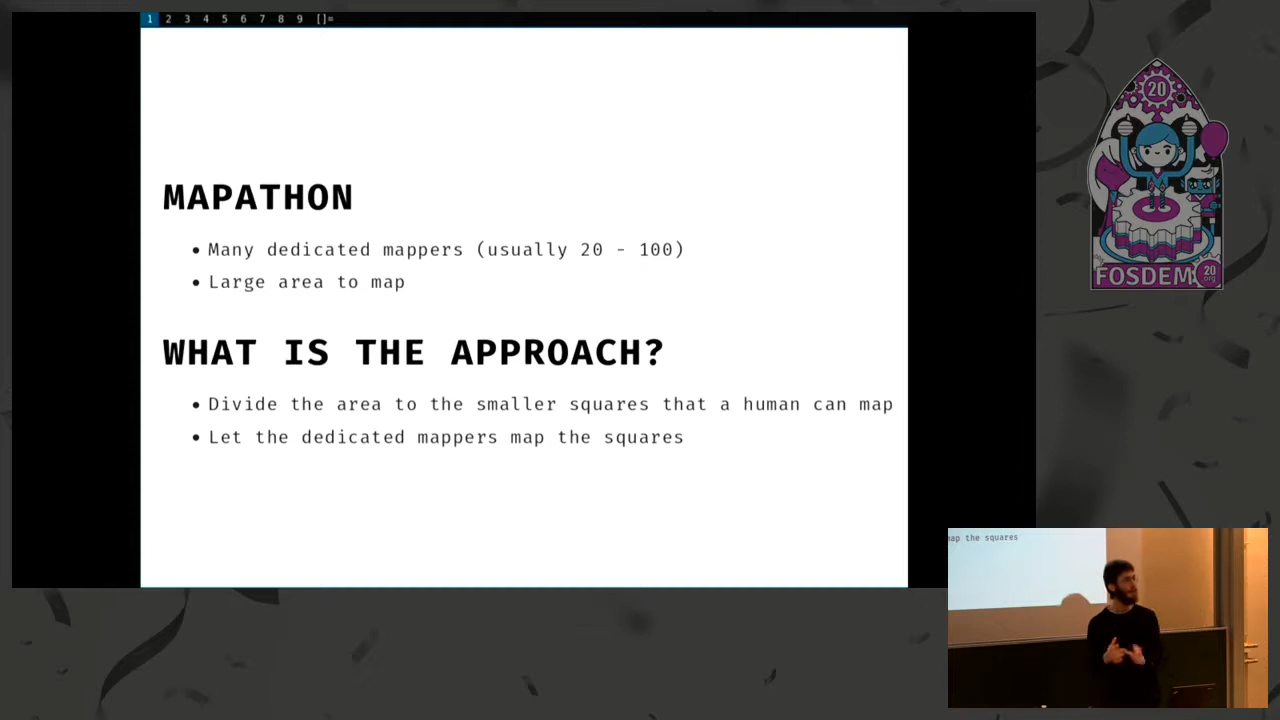 1 2 3 4 5 6 7 8 9 []=
MAPATHON
• Many dedicated mappers (usually 20 - 100)
• Large area to map
WHAT IS THE APPROACH?
• Divide the area to the smaller squares that a human can map
• Let the dedicated mappers map the squares
20
FOSDEM
20
org
map the squares